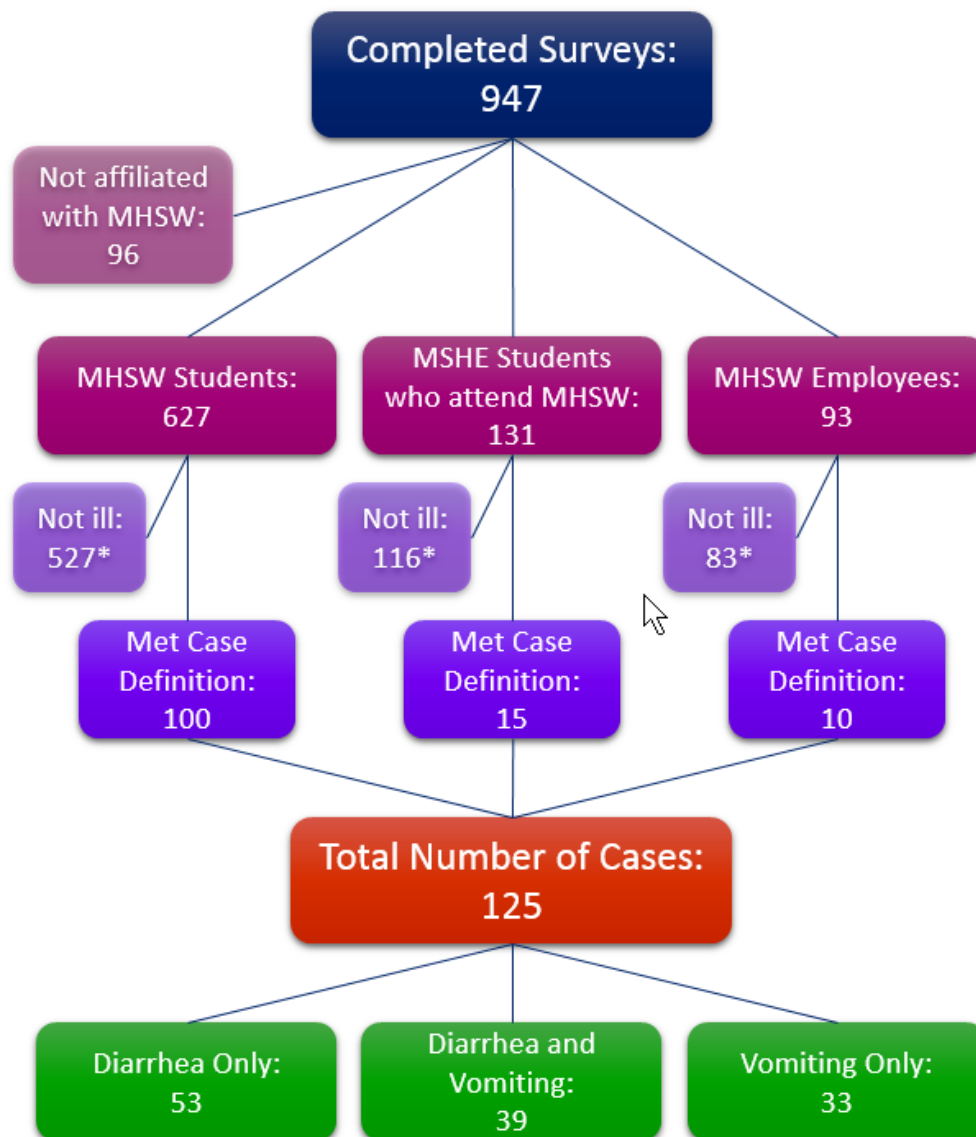 Completed Surveys:
947
Not affiliated
with MHSW:
96
MHSW Students:
627
MSHE Students
who attend MHSW:
131
MHSW Employees:
93
Not ill:
527*
Not ill:
116*
Not ill:
83*
Met Case
Definition:
100
Met Case
Definition:
15
Met Case
Definition:
10
Total Number of Cases:
125
Diarrhea Only:
53
Diarrhea and
Vomiting:
39
Vomiting Only:
33